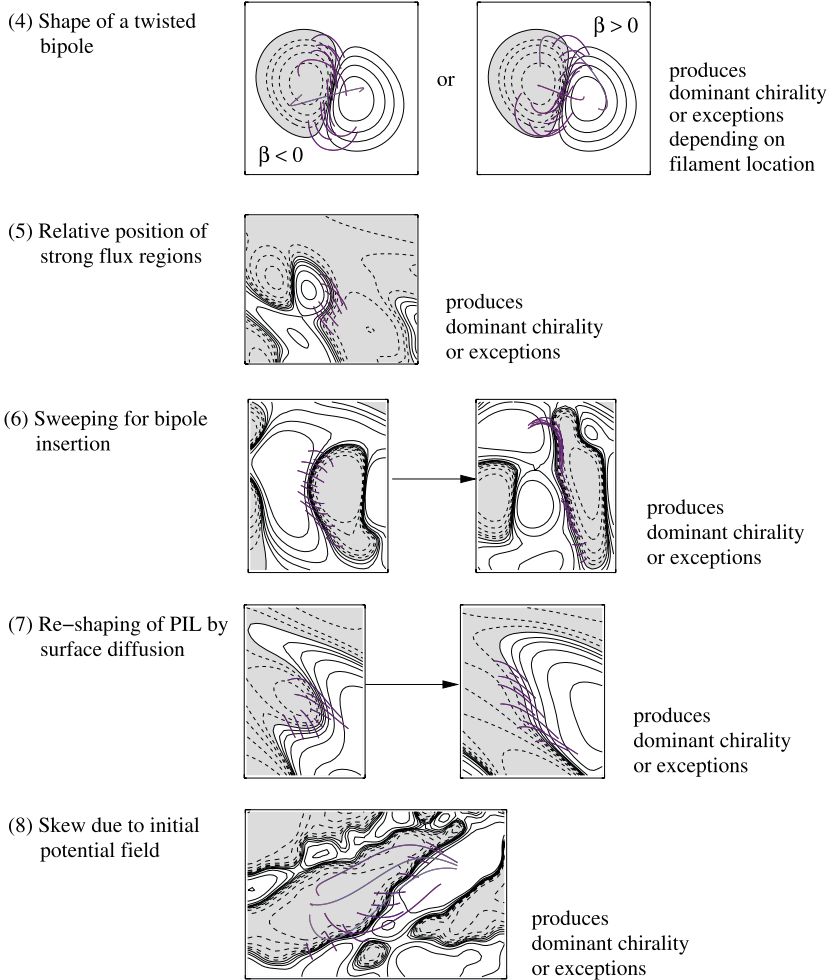 (4) Shape of a twisted
bipole
β < 0
or
β > 0
produces
dominant chirality
or exceptions
depending on
filament location
(5) Relative position of
strong flux regions
produces
dominant chirality
or exceptions
(6) Sweeping for bipole
insertion
produces
dominant chirality
or exceptions
(7) Re−shaping of PIL by
surface diffusion
produces
dominant chirality
or exceptions
(8) Skew due to initial
potential field
produces
dominant chirality
or exceptions